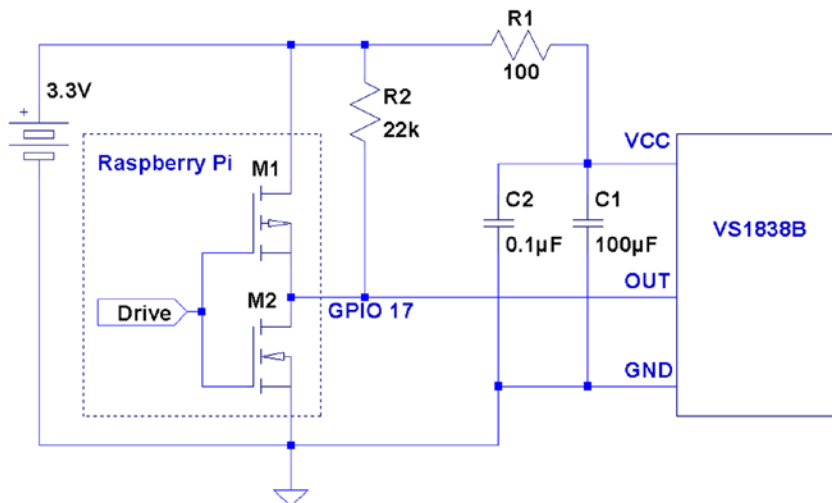 R1
100
3.3V
+
R2
22k
Raspberry Pi
M1
VCC
C2
0.1µF
C1
100µF
VS1838B
Drive
M2
GPIO 17
OUT
GND